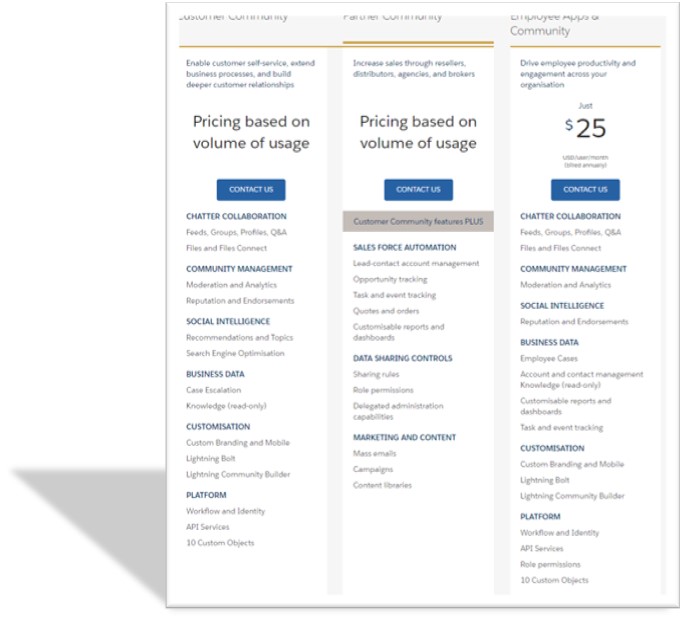 Customer Community
Enable customer self-service, extend
business processes, and build
deeper customer relationships
Pricing based on
volume of usage
CONTACT US
CHATTER COLLABORATION
Feeds, Groups, Profiles, Q&A
Files and Files Connect
COMMUNITY MANAGEMENT
Moderation and Analytics
Reputation and Endorsements
SOCIAL INTELLIGENCE
Recommendations and Topics
Search Engine Optimisation
BUSINESS DATA
Case Escalation
Knowledge (read-only)
CUSTOMISATION
Custom Branding and Mobile
Lightning Bolt
Lightning Community Builder
PLATFORM
Workflow and Identity
API Services
10 Custom Objects
Partner Community
Increase sales through resellers,
distributors, agencies, and brokers
Pricing based on
volume of usage
CONTACT US
Customer Community features PLUS
SALES FORCE AUTOMATION
Lead-contact account management
Opportunity tracking
Task and event tracking
Quotes and orders
Customisable reports and
dashboards
DATA SHARING CONTROLS
Sharing rules
Role permissions
Delegated administration
capabilities
MARKETING AND CONTENT
Mass emails
Campaigns
Content libraries
Employee Apps &
Community
Drive employee productivity and
engagement across your
organisation
Just
$25
USD/user/month
(billed annually)
CONTACT US
CHATTER COLLABORATION
Feeds, Groups, Profiles, Q&A
Files and Files Connect
COMMUNITY MANAGEMENT
Moderation and Analytics
SOCIAL INTELLIGENCE
Reputation and Endorsements
BUSINESS DATA
Employee Cases
Account and contact management
Knowledge (read-only)
Customisable reports and
dashboards
Task and event tracking
CUSTOMISATION
Custom Branding and Mobile
Lightning Bolt
Lightning Community Builder
PLATFORM
Workflow and Identity
API Services
Role permissions
10 Custom Objects